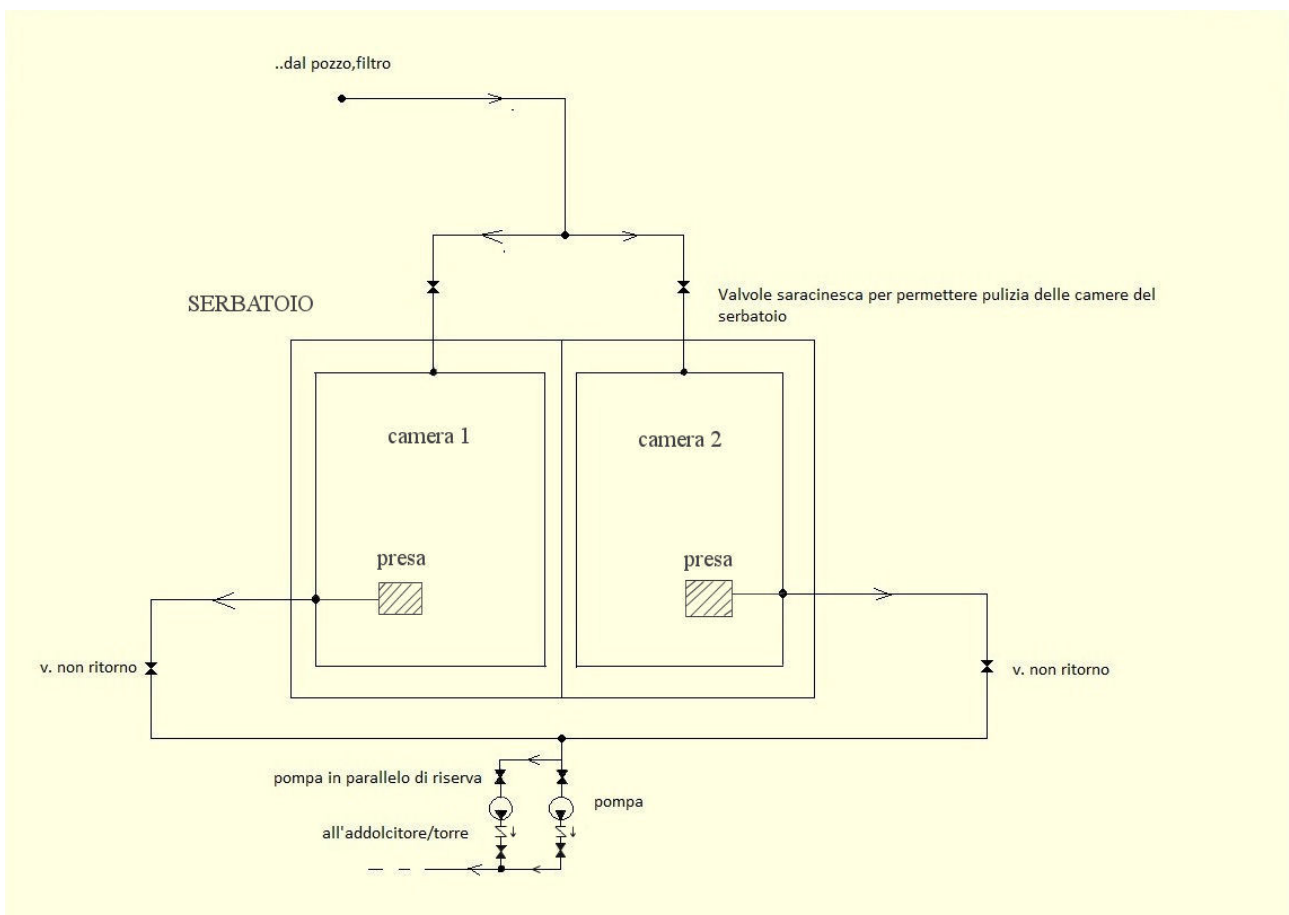 ..dal pozzo,filtro
SERBATOIO
Valvole saracinesca per permettere pulizia delle camere del
serbatoio
camera 1
camera 2
presa
presa
v. non ritorno
v. non ritorno
pompa in parallelo di riserva
pompa
all'addolcitore/torre